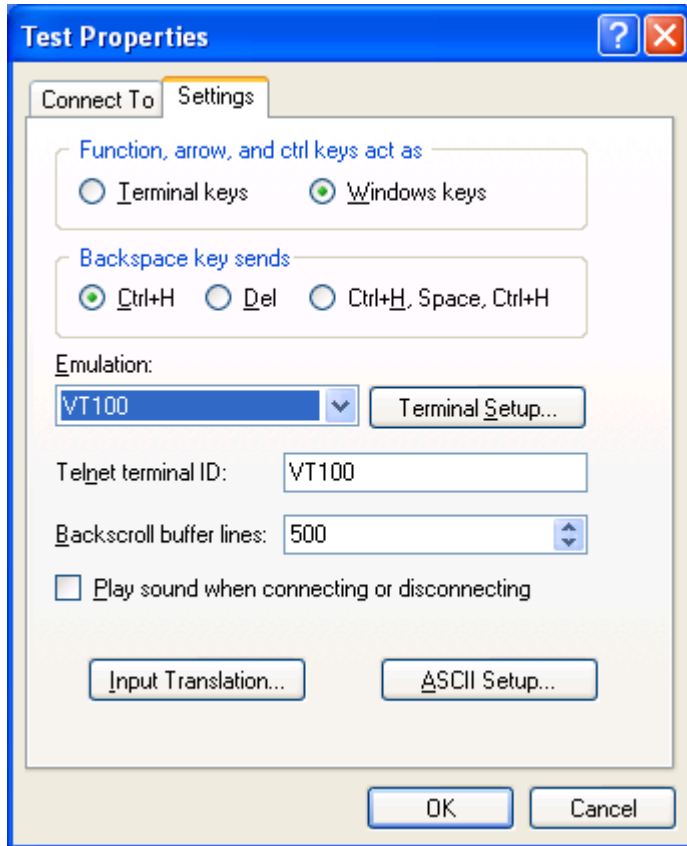 Test Properties
Connect To Settings
Function, arrow, and ctrl keys act as
Terminal keys Windows keys
Backspace key sends
Ctrl+H Del Ctrl+H, Space, Ctrl+H
Emulation:
VT100 Terminal Setup...
Telnet terminal ID: VT100
Backscroll buffer lines: 500
Play sound when connecting or disconnecting
Input Translation... ASCII Setup...
OK Cancel